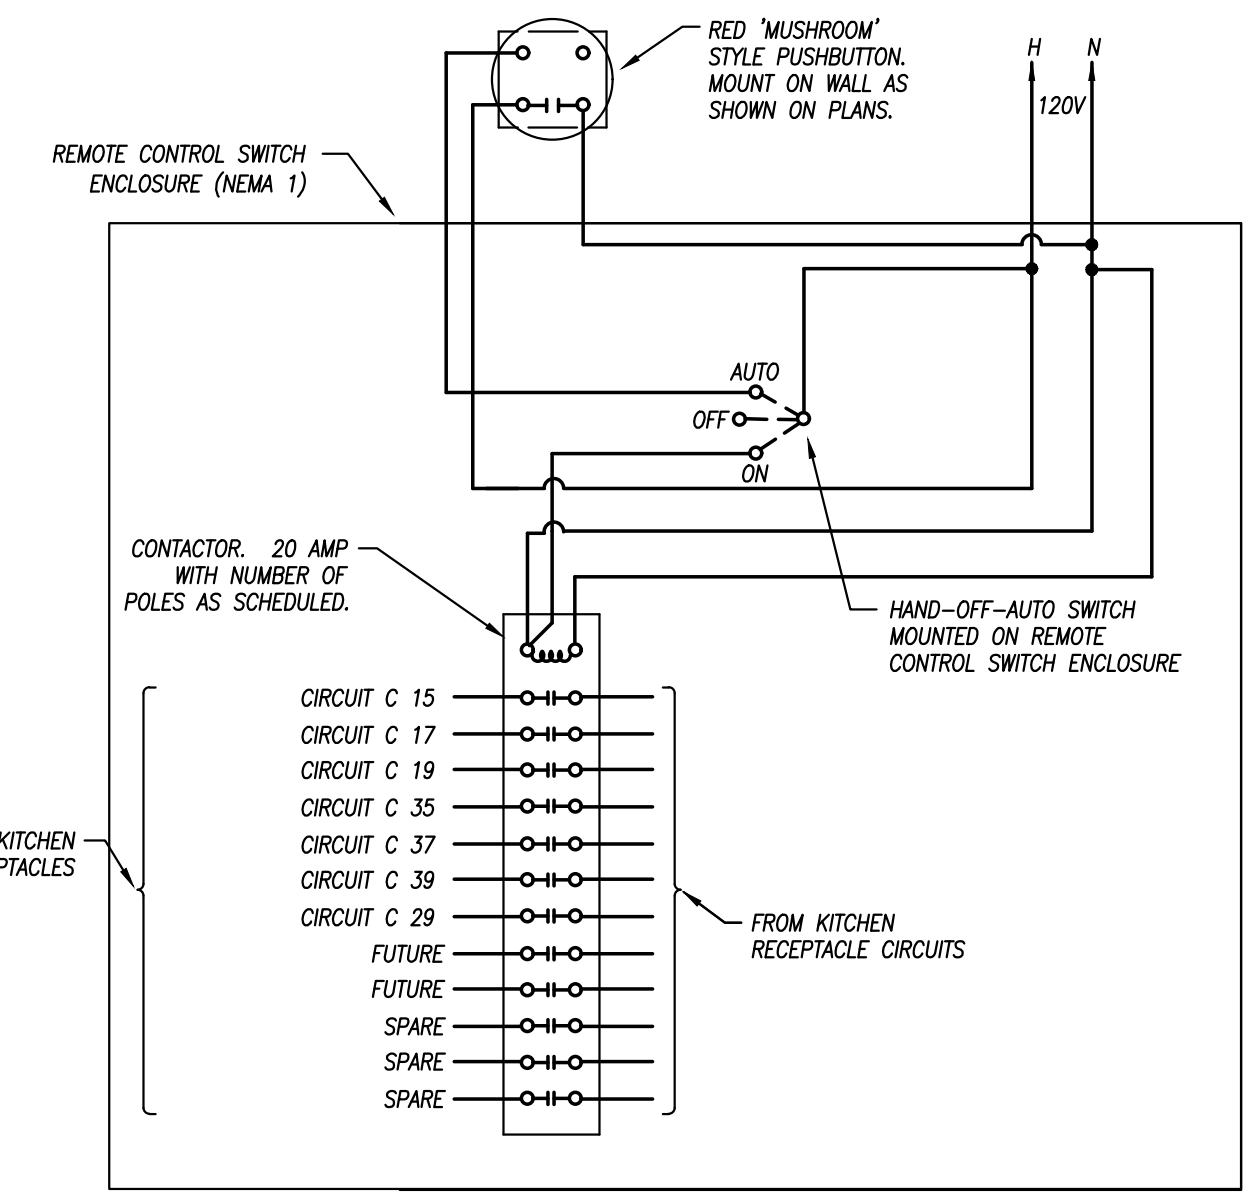 RED 'MUSHROOM'
STYLE PUSHBUTTON.
MOUNT ON WALL AS
SHOWN ON PLANS.
H N
120V
REMOTE CONTROL SWITCH
ENCLOSURE (NEMA 1)
AUTO
OFF
ON
CONTACTOR. 20 AMP
WITH NUMBER OF
POLES AS SCHEDULED.
HAND-OFF-AUTO SWITCH
MOUNTED ON REMOTE
CONTROL SWITCH ENCLOSURE
CIRCUIT C 15
CIRCUIT C 17
CIRCUIT C 19
CIRCUIT C 35
CIRCUIT C 37
CIRCUIT C 39
CIRCUIT C 29
FUTURE
FUTURE
SPARE
SPARE
SPARE
KITCHEN
PTACLES
FROM KITCHEN
RECEPTACLE CIRCUITS